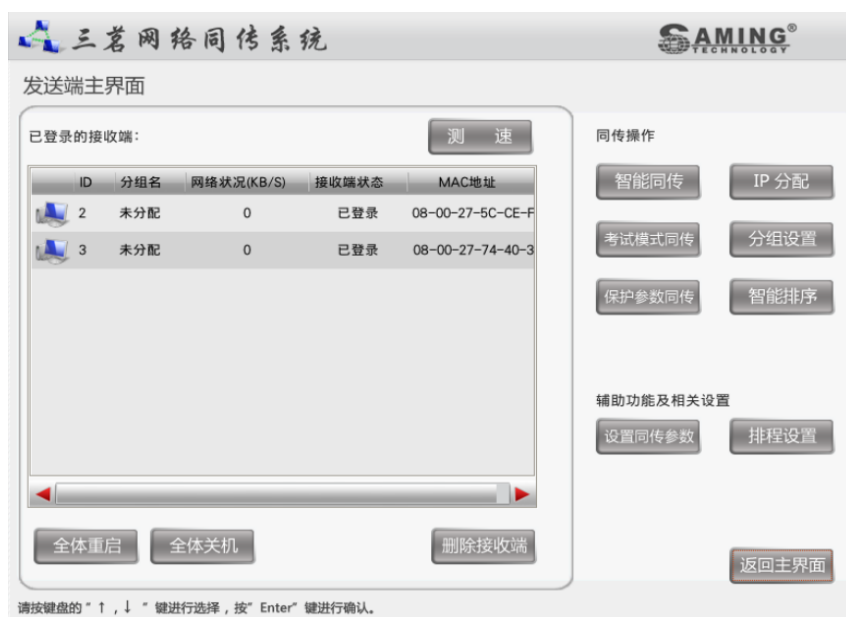 三茗网络同传系统
SAMING®
TECHNOLOGY
发送端主界面
已登录的接收端:
测 速
ID 分组名 网络状况(KB/S) 接收端状态 MAC地址
2 未分配 0 已登录 08-00-27-5C-CE-F
3 未分配 0 已登录 08-00-27-74-40-3
全体重启 全体关机 删除接收端
同传操作
智能同传 IP 分配
考试模式同传 分组设置
保护参数同传 智能排序
辅助功能及相关设置
设置同传参数 排程设置
返回主界面
请按键盘的“ ↑ , ↓ ” 键进行选择，按“ Enter” 键进行确认。